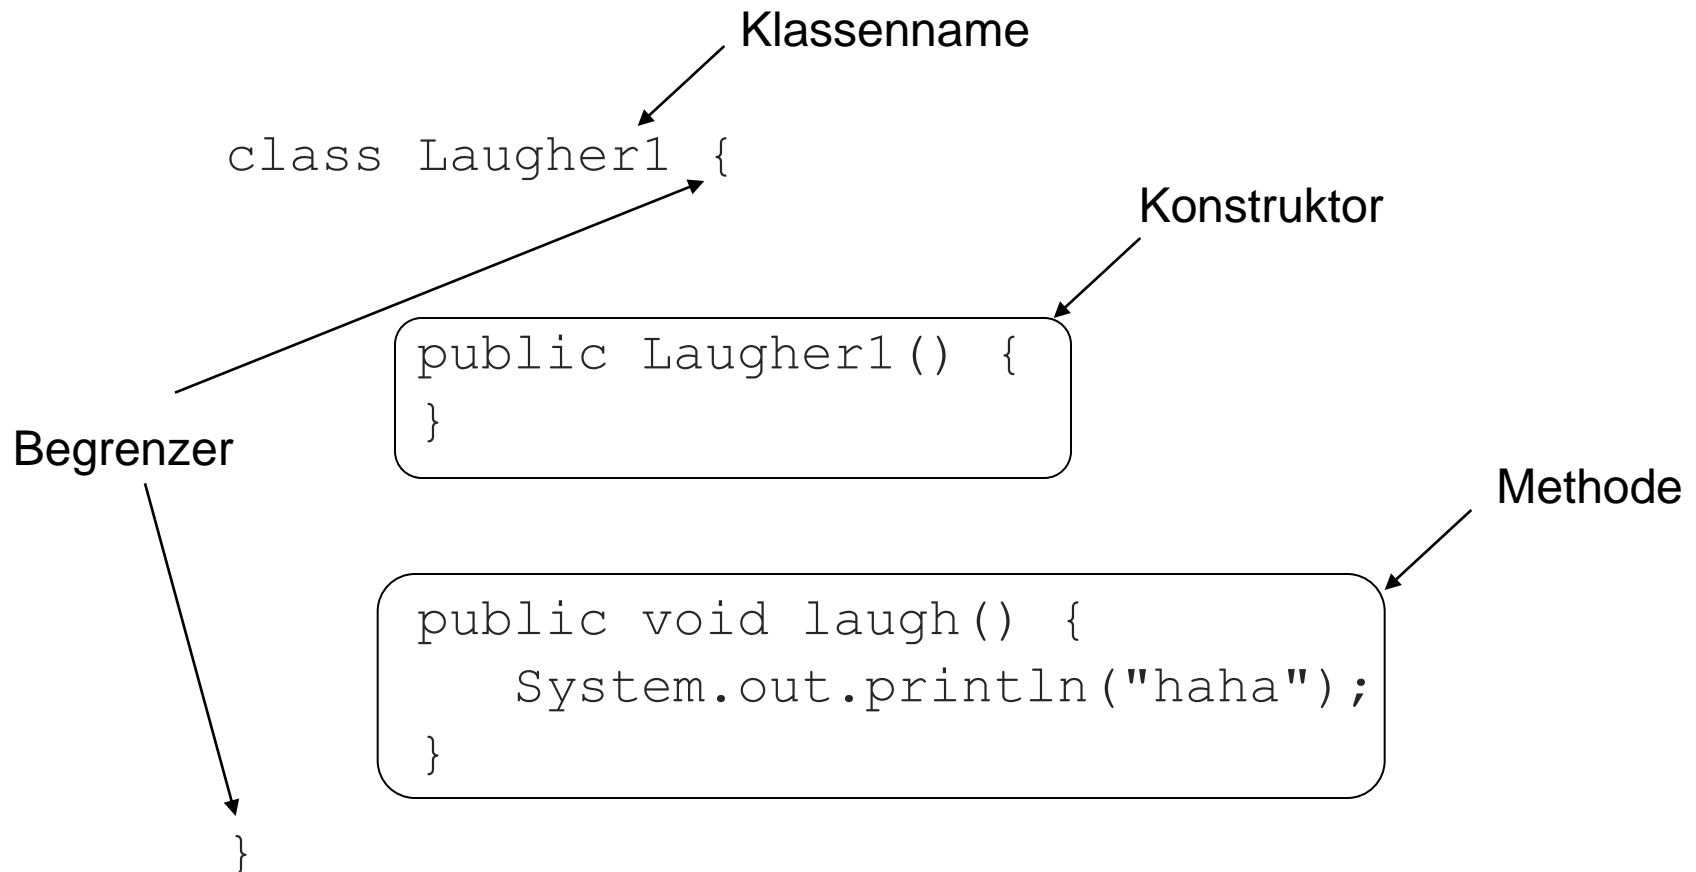 Klassenname
class Laugher1 {
Konstruktor
public Laugher1() {
}
Begrenzer
Methode
public void laugh() {
System.out.println("haha");
}
}